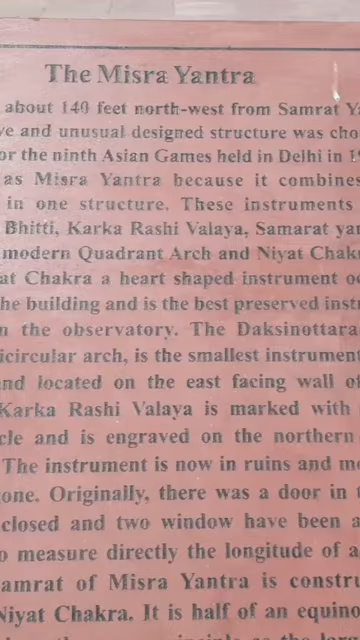 The Misra Yantra
about 140 feet north-west from Samrat Ya
ve and unusual designed structure was cho
or the ninth Asian Games held in Delhi in 19
as Misra Yantra because it combines
in one structure. These instruments
Bhitti, Karka Rashi Valaya, Samarat yan
modern Quadrant Arch and Niyat Chakr
at Chakra a heart shaped instrument oc
he building and is the best preserved inst
n the observatory. The Daksinottara
icircular arch, is the smallest instrument
nd located on the east facing wall of
Karka Rashi Valaya is marked with
cle and is engraved on the northern
The instrument is now in ruins and mo
one. Originally, there was a door in t
closed and two window have been a
o measure directly the longitude of a
amrat of Misra Yantra is constru
Niyat Chakra. It is half of an equino